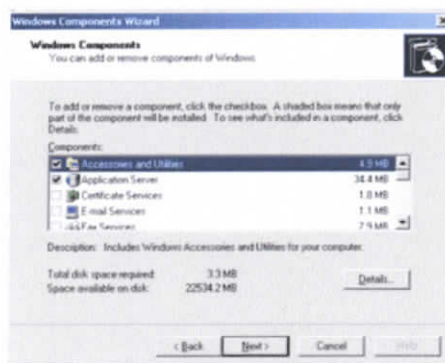 Windows Components Wizard
Windows Components
You can add or remove components of Windows.
To add or remove a component, click the checkbox. A shaded box means that only
part of the component will be installed. To see what's included in a component, click
Details.
Components:
Accessories and Utilities 4.9 MB
Application Server 34.4 MB
Certificate Services 1.8 MB
E-mail Services 1.1 MB
Fax Services 7.9 MB
Description: Includes Windows Accessories and Utilities for your computer.
Total disk space required: 3.3 MB
Space available on disk: 22534.2 MB
Details...
< Back Next > Cancel Help